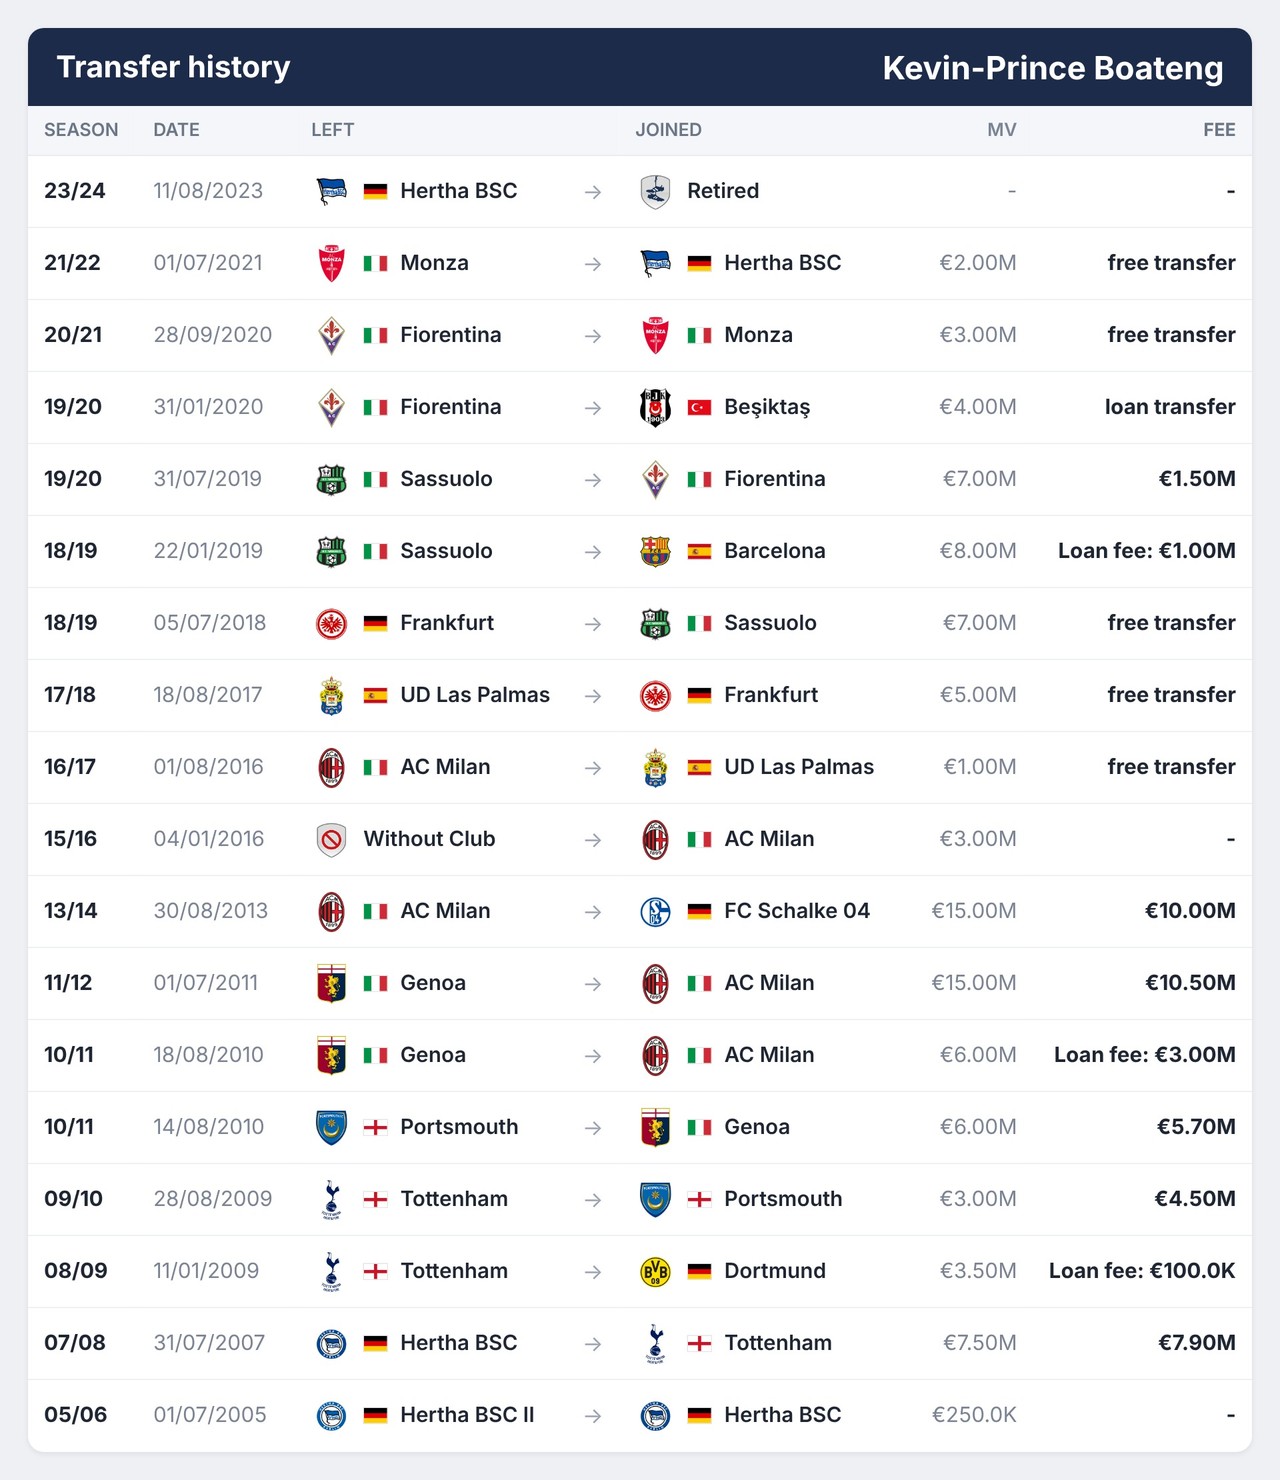 Transfer history Kevin-Prince Boateng
SEASON DATE LEFT JOINED MV FEE
23/24 11/08/2023 Hertha BSC → Retired - -
21/22 01/07/2021 Monza → Hertha BSC €2.00M free transfer
20/21 28/09/2020 Fiorentina → Monza €3.00M free transfer
19/20 31/01/2020 Fiorentina → Beşiktaş €4.00M loan transfer
19/20 31/07/2019 Sassuolo → Fiorentina €7.00M €1.50M
18/19 22/01/2019 Sassuolo → Barcelona €8.00M Loan fee: €1.00M
18/19 05/07/2018 Frankfurt → Sassuolo €7.00M free transfer
17/18 18/08/2017 UD Las Palmas → Frankfurt €5.00M free transfer
16/17 01/08/2016 AC Milan → UD Las Palmas €1.00M free transfer
15/16 04/01/2016 Without Club → AC Milan €3.00M -
13/14 30/08/2013 AC Milan → FC Schalke 04 €15.00M €10.00M
11/12 01/07/2011 Genoa → AC Milan €15.00M €10.50M
10/11 18/08/2010 Genoa → AC Milan €6.00M Loan fee: €3.00M
10/11 14/08/2010 Portsmouth → Genoa €6.00M €5.70M
09/10 28/08/2009 Tottenham → Portsmouth €3.00M €4.50M
08/09 11/01/2009 Tottenham → Dortmund €3.50M Loan fee: €100.0K
07/08 31/07/2007 Hertha BSC → Tottenham €7.50M €7.90M
05/06 01/07/2005 Hertha BSC II → Hertha BSC €250.0K -